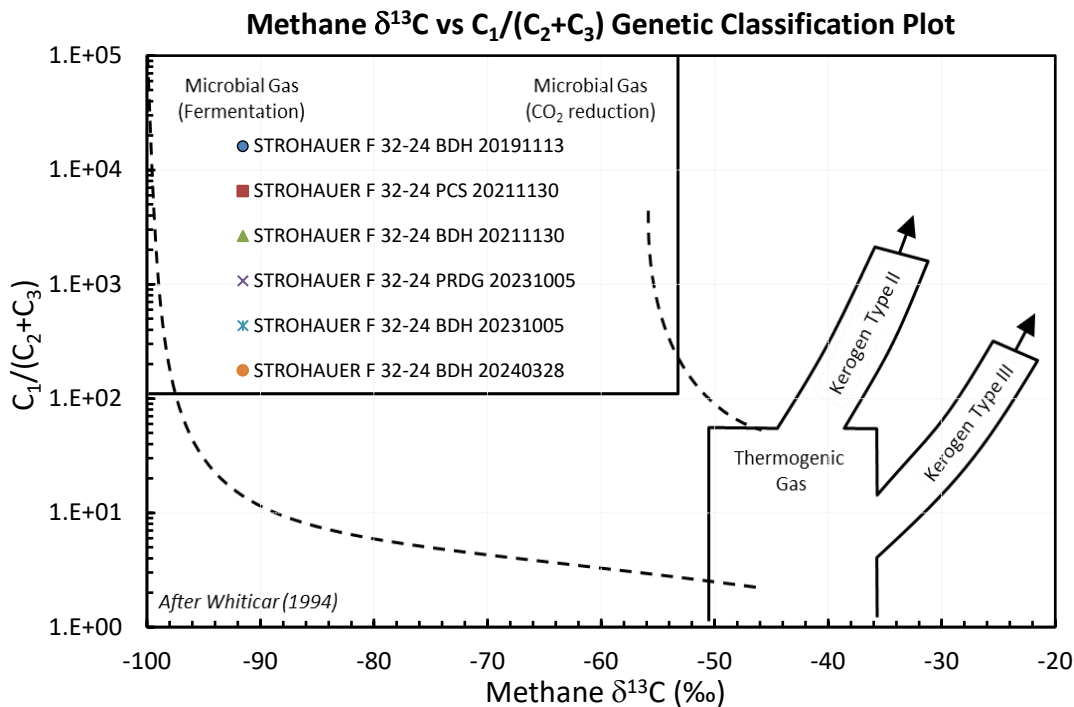 Methane δ¹³C vs C₁/(C₂+C₃) Genetic Classification Plot
C₁/(C₂+C₃)
1.E+05
1.E+04
1.E+03
1.E+02
1.E+01
1.E+00
Microbial Gas
(Fermentation)
Microbial Gas
(CO₂ reduction)
STROHAUER F 32-24 BDH 20191113
STROHAUER F 32-24 PCS 20211130
STROHAUER F 32-24 BDH 20211130
STROHAUER F 32-24 PRDG 20231005
STROHAUER F 32-24 BDH 20231005
STROHAUER F 32-24 BDH 20240328
Kerogen Type II
Kerogen Type III
Thermogenic
Gas
After Whiticar (1994)
-100 -90 -80 -70 -60 -50 -40 -30 -20
Methane δ¹³C (‰)